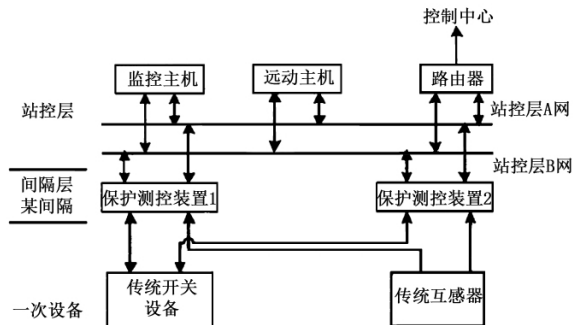 控制中心
监控主机
远动主机
路由器
站控层
站控层A网
站控层B网
间隔层
某间隔
保护测控装置1
保护测控装置2
传统开关
设备
传统互感器
一次设备